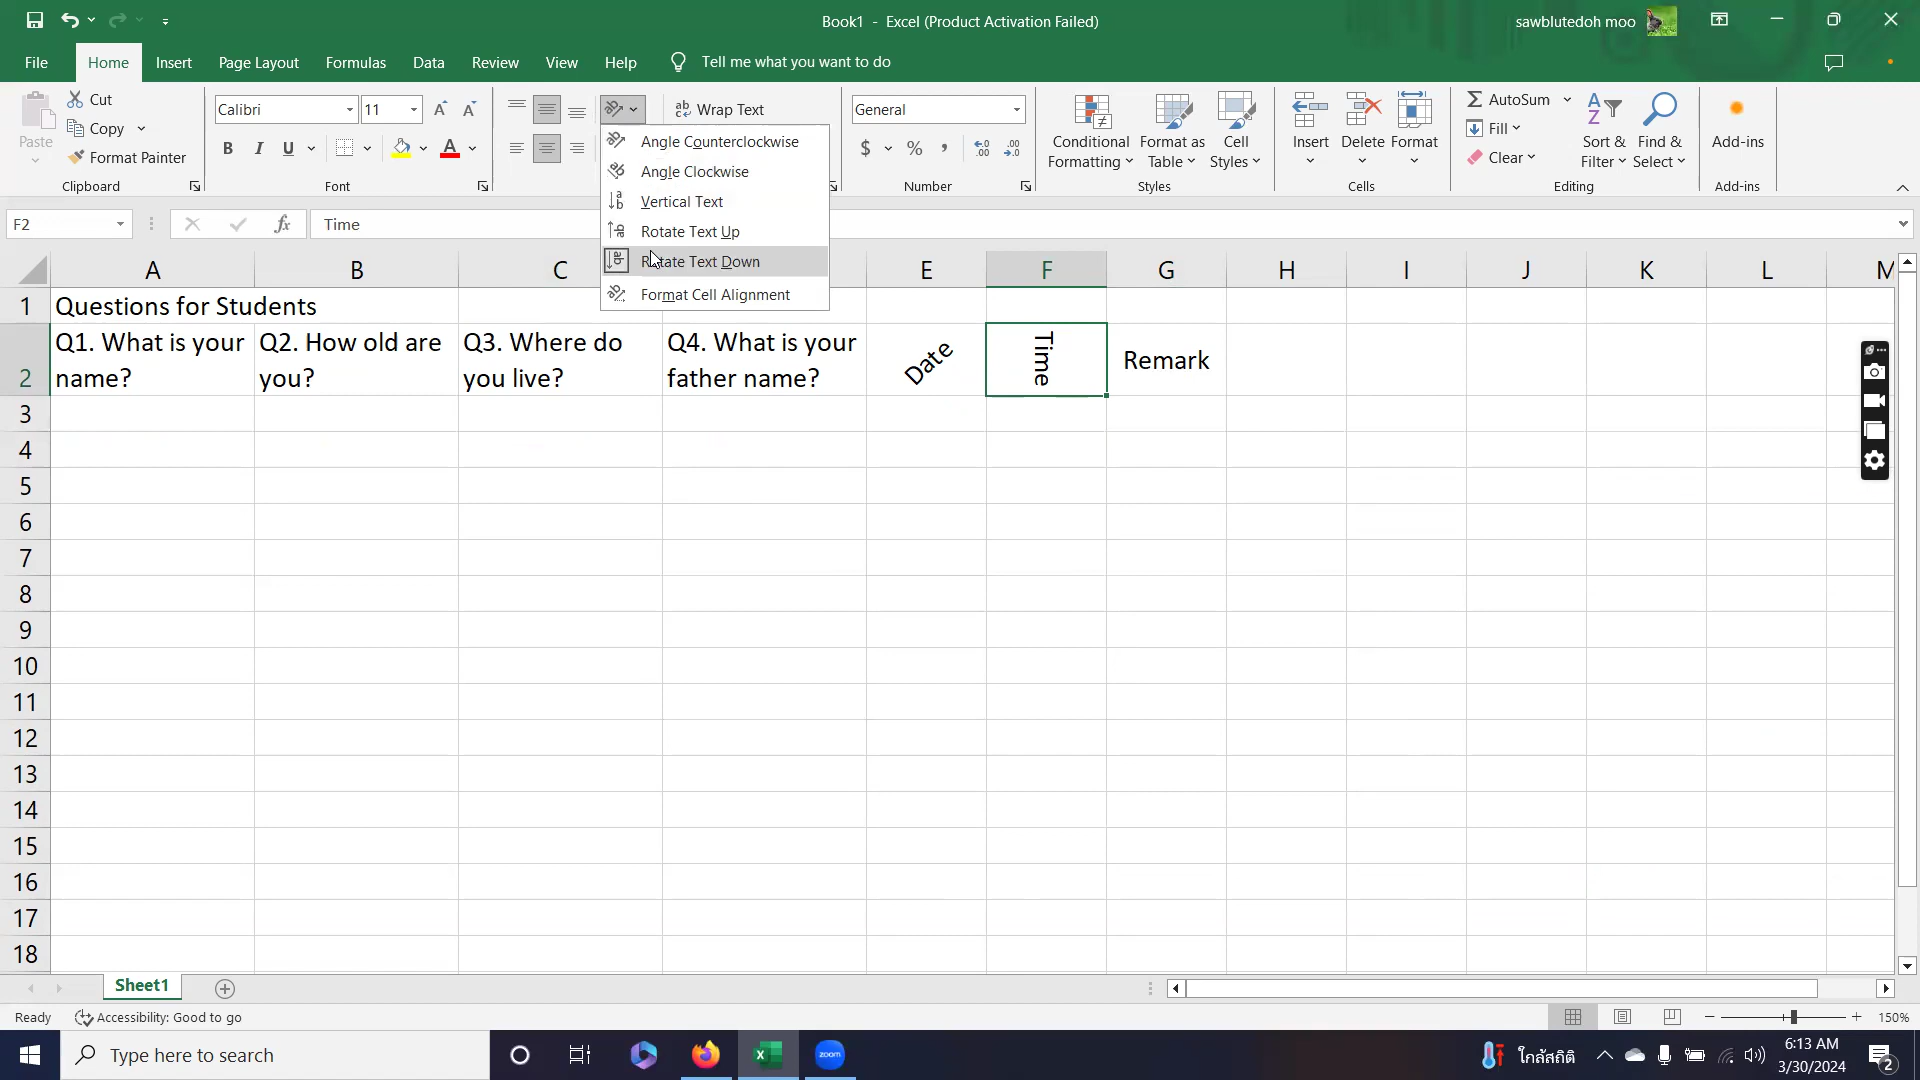 Book1 - Excel (Product Activation Failed)
sawblutedoh moo
File
Home
Insert
Page Layout
Formulas
Data
Review
View
Help
Tell me what you want to do
Paste
Cut
Copy
Format Painter
Clipboard
Calibri
11
B
I
U
Font
Wrap Text
Angle Counterclockwise
Angle Clockwise
Vertical Text
Rotate Text Up
Rotate Text Down
Format Cell Alignment
General
$ % ,
Number
Conditional
Formatting
Format as
Table
Cell
Styles
Styles
Insert
Delete
Format
Cells
AutoSum
Fill
Clear
Sort &
Filter
Find &
Select
Editing
Add-ins
Add-ins
F2
fx
Time
A B C E F G H I J K L M
1 Questions for Students
2
Q1. What is your
name?
Q2. How old are
you?
Q3. Where do
you live?
Q4. What is your
father name?
Date
Time
Remark
3
4
5
6
7
8
9
10
11
12
13
14
15
16
17
18
Sheet1
Ready
Accessibility: Good to go
150%
Type here to search
zoom
ใกล้สถิติ
6:13 AM
3/30/2024
2